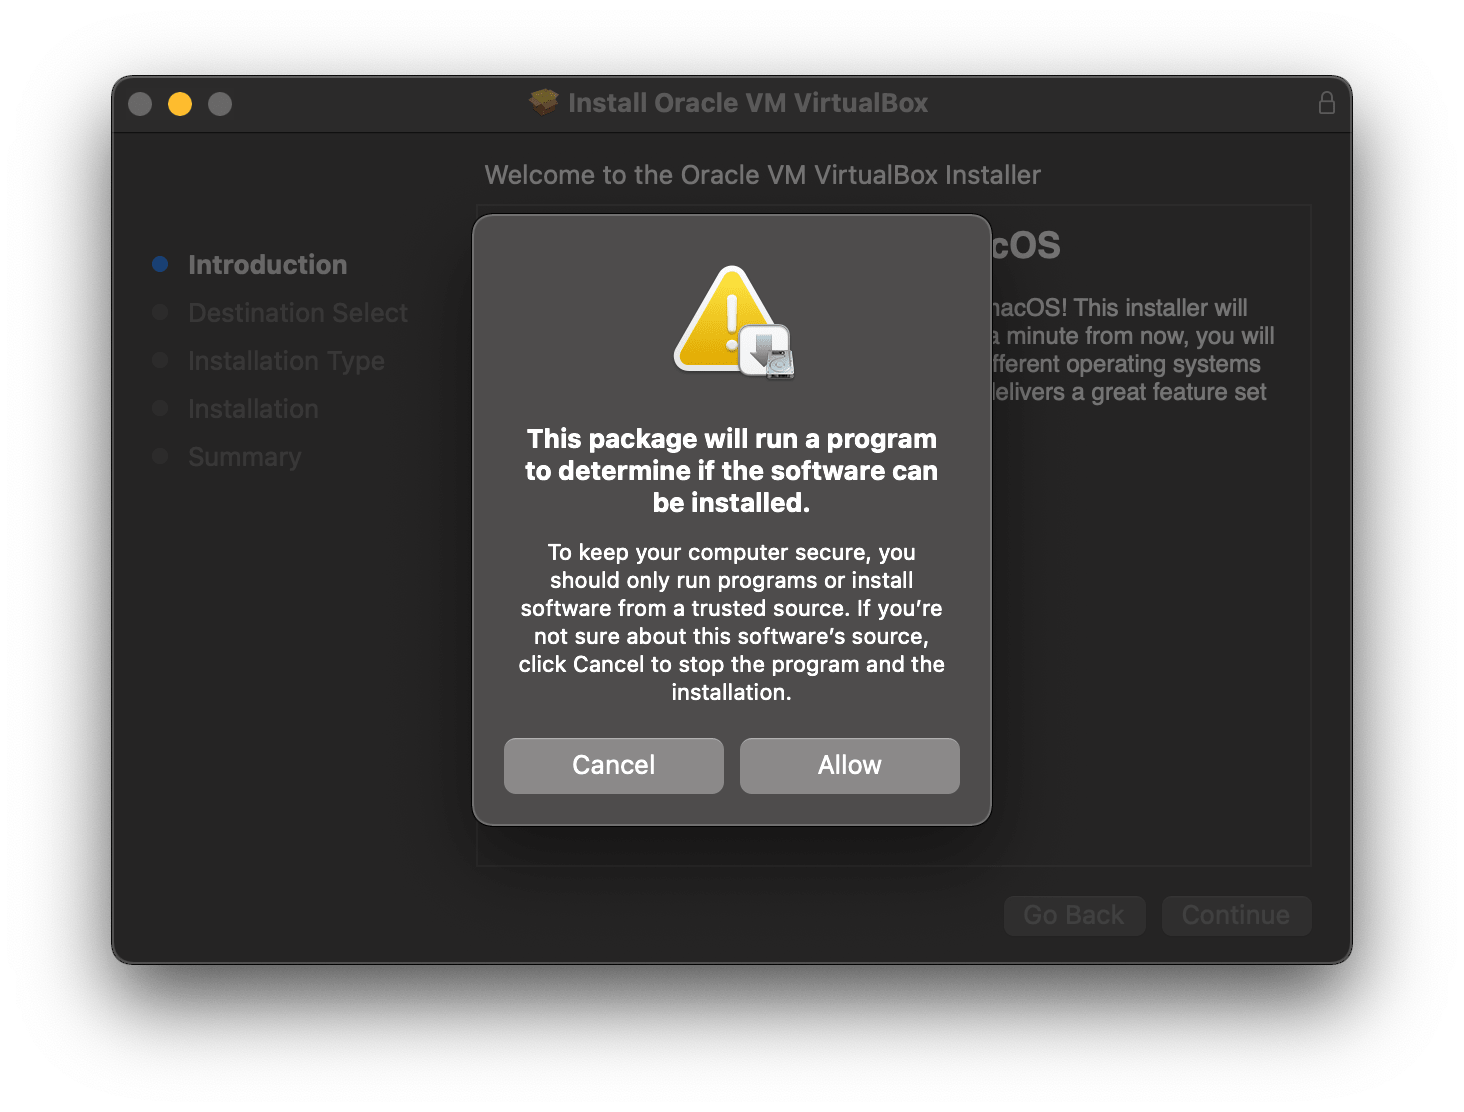 Install Oracle VM VirtualBox
Welcome to the Oracle VM VirtualBox Installer
Introduction
Destination Select
Installation Type
Installation
Summary
cOS
macOS! This installer will
a minute from now, you will
fferent operating systems
delivers a great feature set
This package will run a program
to determine if the software can
be installed.
To keep your computer secure, you
should only run programs or install
software from a trusted source. If you’re
not sure about this software’s source,
click Cancel to stop the program and the
installation.
Cancel
Allow
Go Back
Continue